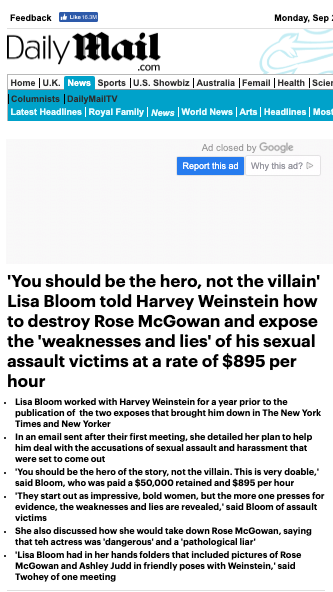 Feedback Like 16.3M Monday, Sep
Daily Mail
.com
Home U.K. News Sports U.S. Showbiz Australia Femail Health
Columnists DailyMailTV
Latest Headlines Royal Family News World News Arts Headlines
Ad closed by Google
Report this ad Why this ad?
'You should be the hero, not the villain'
Lisa Bloom told Harvey Weinstein how
to destroy Rose McGowan and expose
the 'weaknesses and lies' of his sexual
assault victims at a rate of $895 per
hour
• Lisa Bloom worked with Harvey Weinstein for a year prior to the
publication of the two exposes that brought him down in The New York
Times and New Yorker
• In an email sent after their first meeting, she detailed her plan to help
him deal with the accusations of sexual assault and harassment that
were set to come out
• 'You should be the hero of the story, not the villain. This is very doable,'
said Bloom, who was paid a $50,000 retained and $895 per hour
• 'They start out as impressive, bold women, but the more one presses for
evidence, the weaknesses and lies are revealed,' said Bloom of assault
victims
• She also discussed how she would take down Rose McGowan, saying
that teh actress was 'dangerous' and a 'pathological liar'
• 'Lisa Bloom had in her hands folders that included pictures of Rose
McGowan and Ashley Judd in friendly poses with Weinstein,' said
Twohey of one meeting